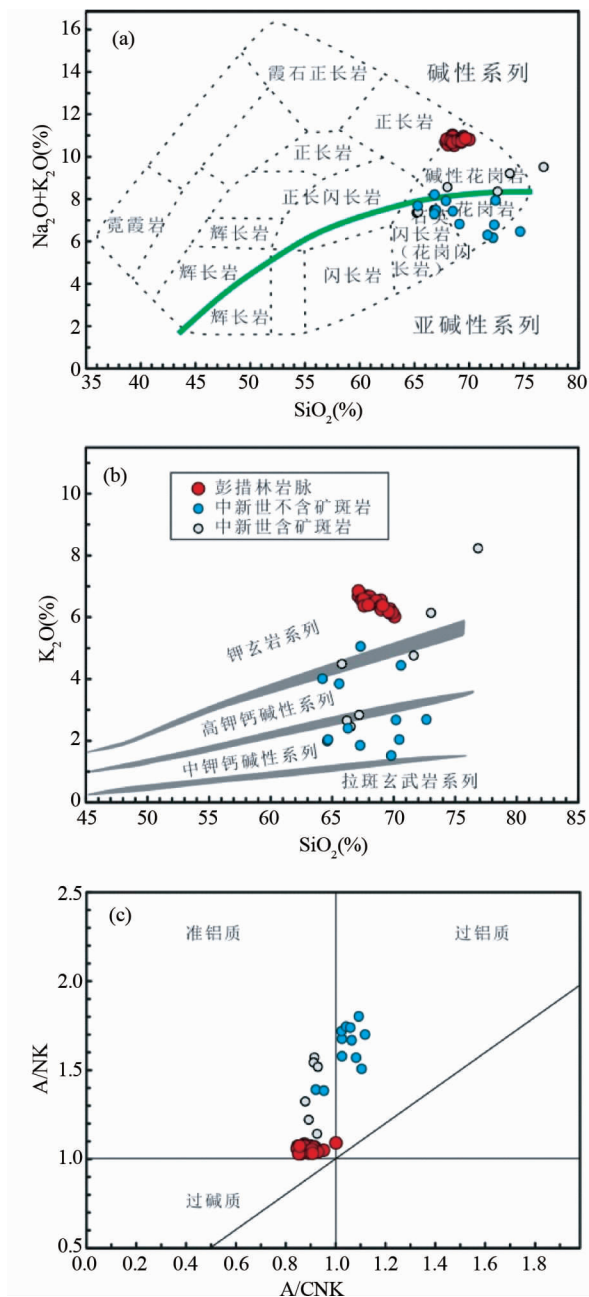 (a)
碱性系列
霞石正长岩
正长岩
正长岩
碱性花岗岩
正长闪长岩
花岗岩
石英
闪长岩
(花岗闪
长岩)
霓霞岩
辉长岩
辉长岩
闪长岩
辉长岩
亚碱性系列
Na₂O+K₂O(%)
16
14
12
10
8
6
4
2
0
35 40 45 50 55 60 65 70 75 80
SiO₂(%)
(b)
彭措林岩脉
中新世不含矿斑岩
中新世含矿斑岩
钾玄岩系列
高钾钙碱性系列
中钾钙碱性系列
拉斑玄武岩系列
K₂O(%)
10
8
6
4
2
0
45 50 55 60 65 70 75 80 85
SiO₂(%)
(c)
准铝质
过铝质
过碱质
A/NK
2.5
2.0
1.5
1.0
0.5
0.0 0.2 0.4 0.6 0.8 1.0 1.2 1.4 1.6 1.8
A/CNK